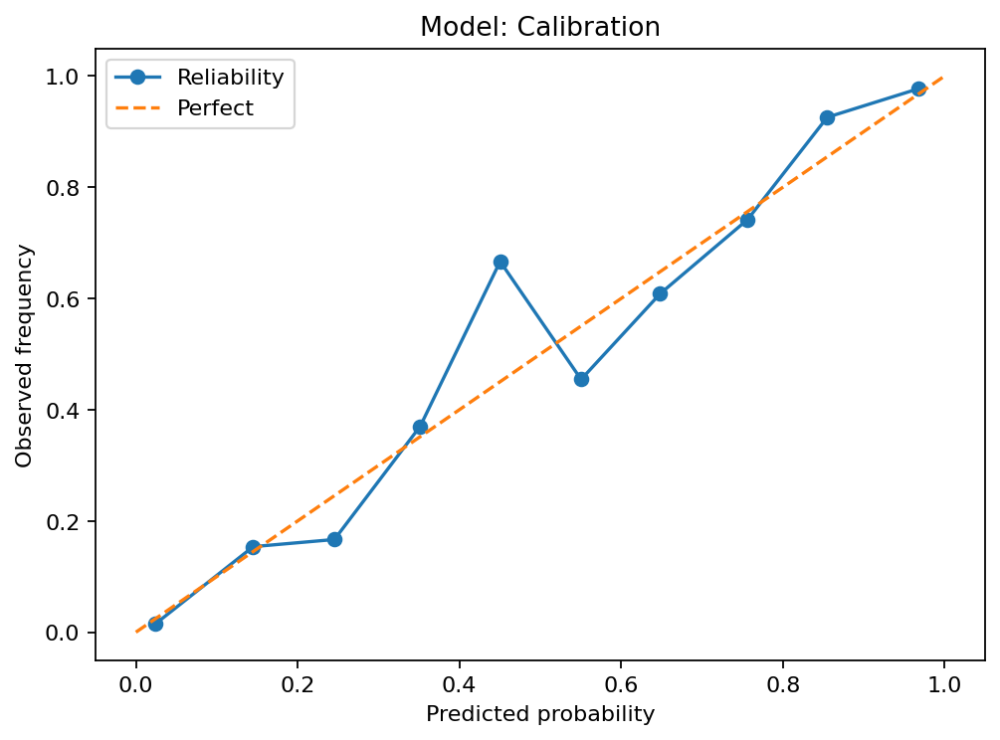 Model: Calibration
Reliability
Perfect
1.0
0.8
0.6
0.4
0.2
0.0
Observed frequency
0.0 0.2 0.4 0.6 0.8 1.0
Predicted probability